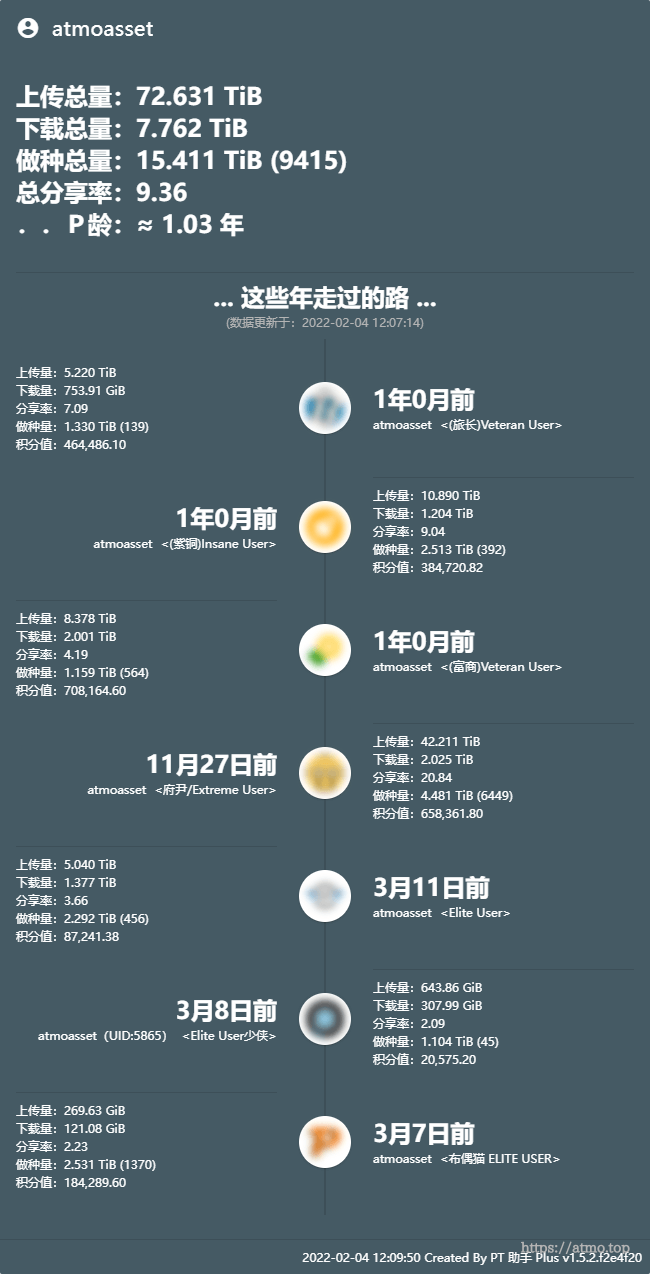 atmoasset
上传总量：72.631 TiB
下载总量：7.762 TiB
做种总量：15.411 TiB (9415)
总分享率：9.36
．．P龄：≈ 1.03 年
... 这些年走过的路 ...
(数据更新于：2022-02-04 12:07:14)
上传量：5.220 TiB
下载量：753.91 GiB
分享率：7.09
做种量：1.330 TiB (139)
积分值：464,486.10
1年0月前
atmoasset <(旅长)Veteran User>
1年0月前
atmoasset <(紫铜)Insane User>
上传量：10.890 TiB
下载量：1.204 TiB
分享率：9.04
做种量：2.513 TiB (392)
积分值：384,720.82
上传量：8.378 TiB
下载量：2.001 TiB
分享率：4.19
做种量：1.159 TiB (564)
积分值：708,164.60
1年0月前
atmoasset <(富商)Veteran User>
11月27日前
atmoasset <府尹/Extreme User>
上传量：42.211 TiB
下载量：2.025 TiB
分享率：20.84
做种量：4.481 TiB (6449)
积分值：658,361.80
上传量：5.040 TiB
下载量：1.377 TiB
分享率：3.66
做种量：2.292 TiB (456)
积分值：87,241.38
3月11日前
atmoasset <Elite User>
3月8日前
atmoasset（UID:5865） <Elite User少侠>
上传量：643.86 GiB
下载量：307.99 GiB
分享率：2.09
做种量：1.104 TiB (45)
积分值：20,575.20
上传量：269.63 GiB
下载量：121.08 GiB
分享率：2.23
做种量：2.531 TiB (1370)
积分值：184,289.60
3月7日前
atmoasset <布偶猫 ELITE USER>
https://atmo.top
2022-02-04 12:09:50 Created By PT 助手 Plus v1.5.2.f2e4f20